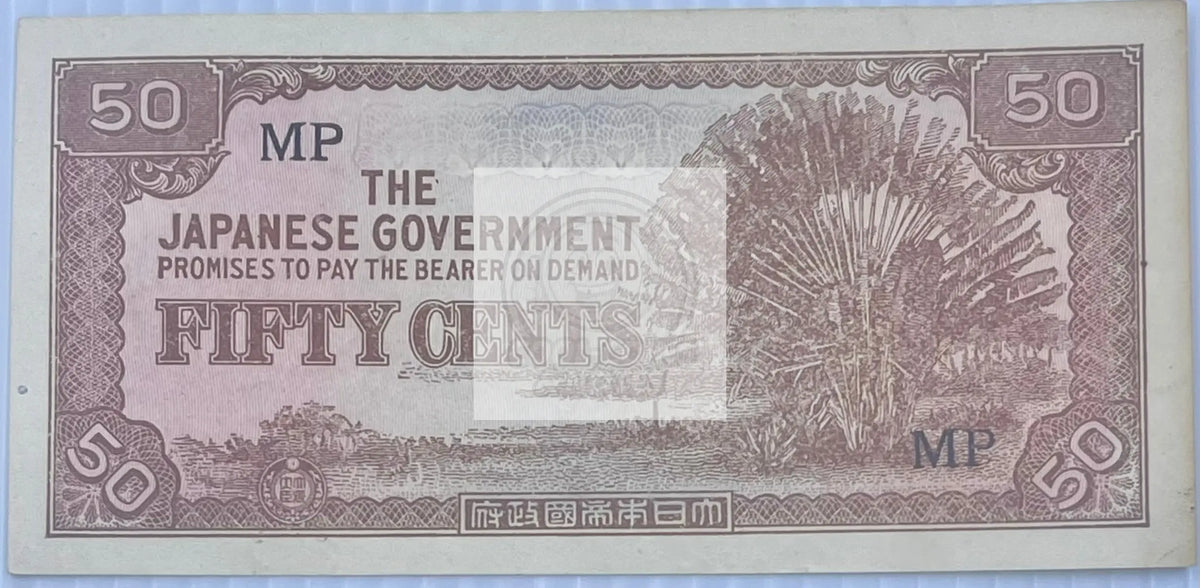 50
50
MP
THE
JAPANESE GOVERNMENT
PROMISES TO PAY THE BEARER ON DEMAND
FIFTY CENTS
MP
50
50
府政國帝本日大